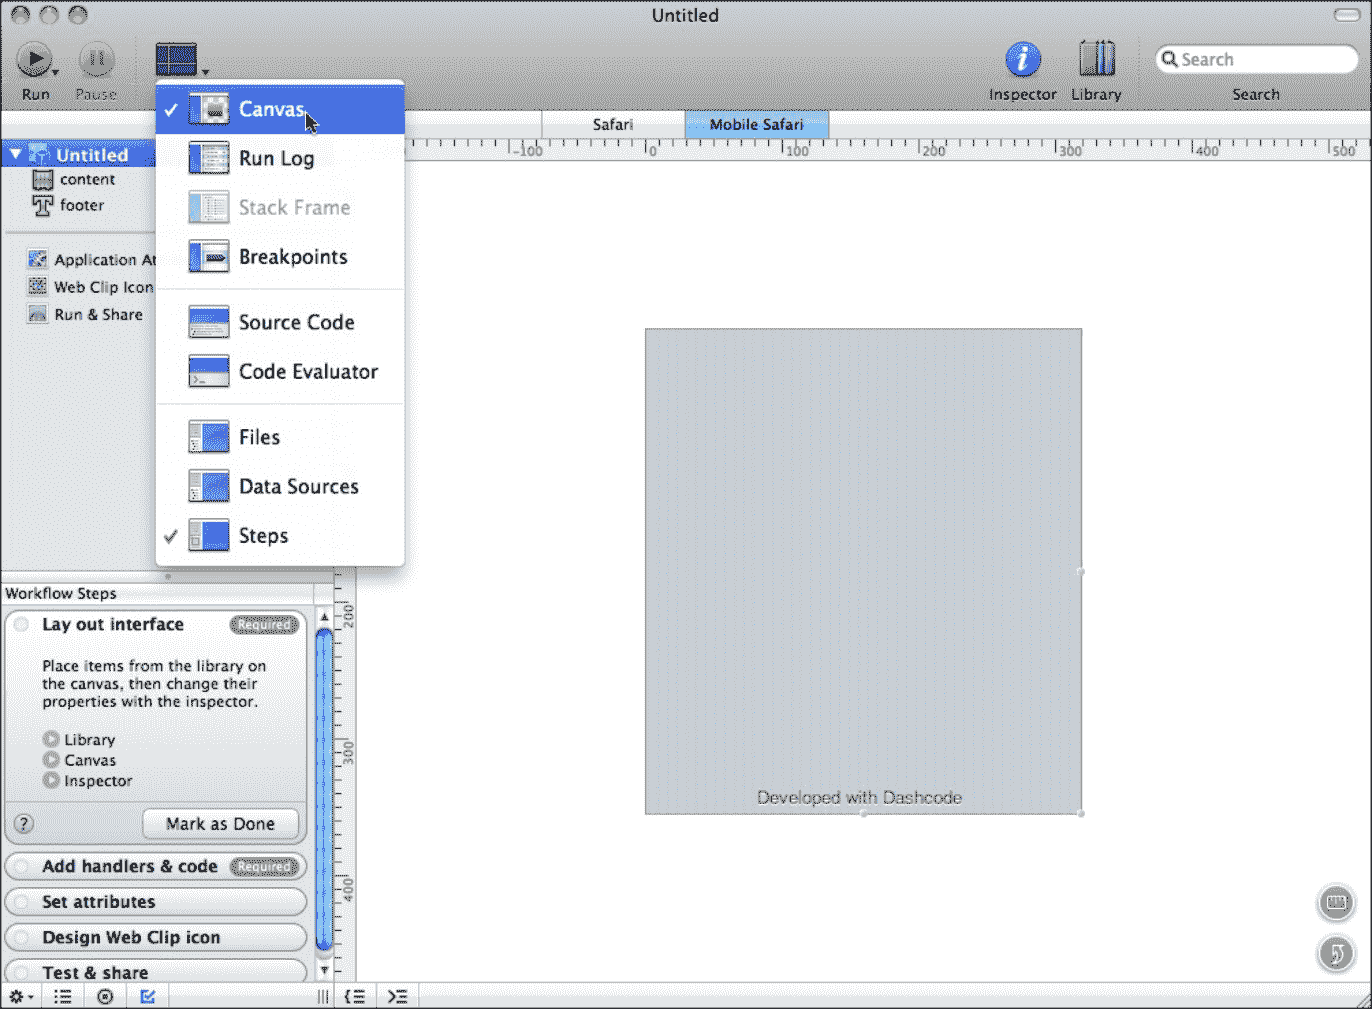 Untitled
Run
Pause
Inspector
Library
Search
Search
Canvas
Run Log
Stack Frame
Breakpoints
Source Code
Code Evaluator
Files
Data Sources
Steps
Safari
Mobile Safari
-100
0
100
200
300
400
500
Untitled
content
footer
Application At
Web Clip Icon
Run & Share
Workflow Steps
Lay out interface
Required
Place items from the library on
the canvas, then change their
properties with the inspector.
Library
Canvas
Inspector
?
Mark as Done
Add handlers & code
Required
Set attributes
Design Web Clip icon
Test & share
200
300
400
Developed with Dashcode